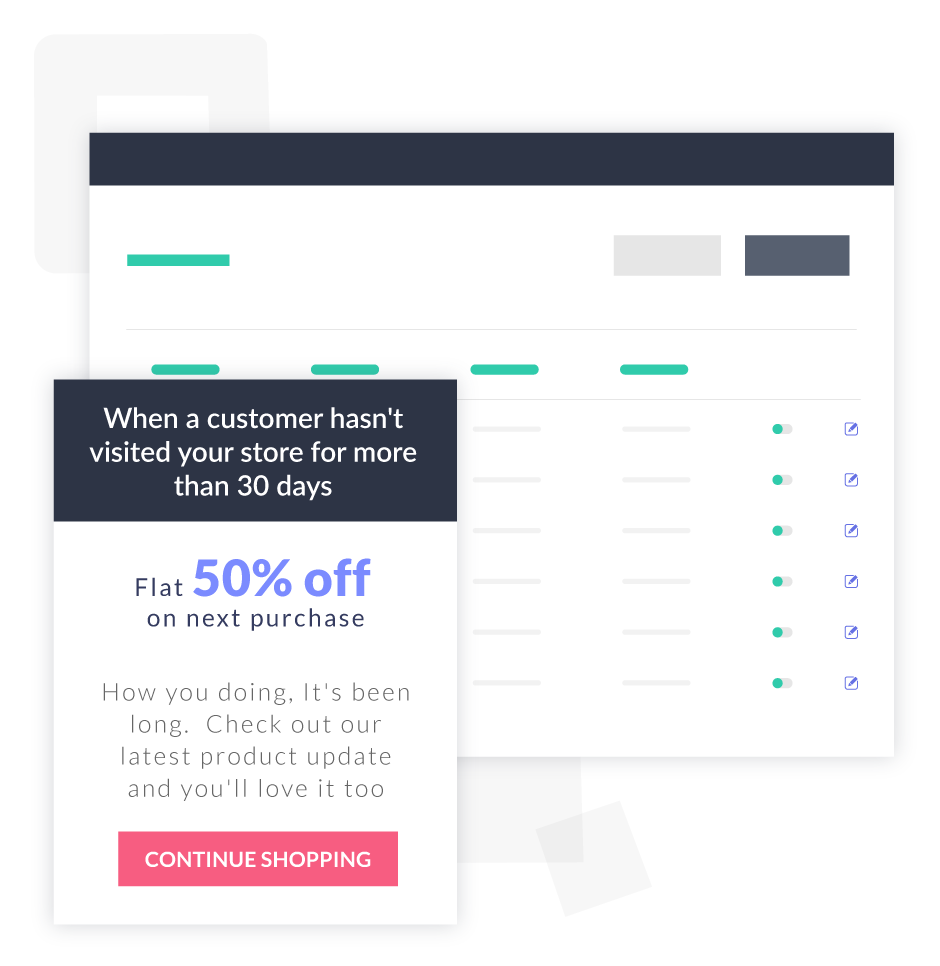 When a customer hasn't
visited your store for more
than 30 days
Flat 50% off
on next purchase
How you doing, It's been
long.  Check out our
latest product update
and you'll love it too
CONTINUE SHOPPING